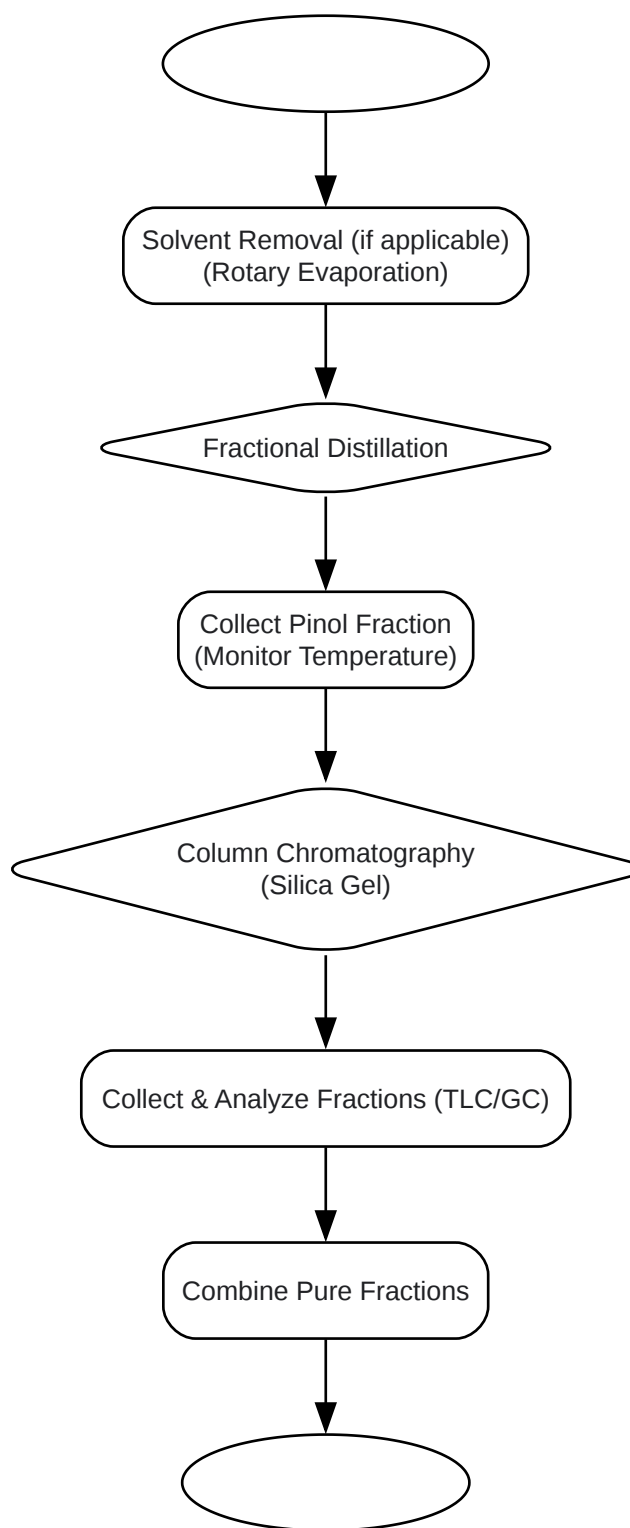 Solvent Removal (if applicable)
(Rotary Evaporation)
Fractional Distillation
Collect Pinol Fraction
(Monitor Temperature)
Column Chromatography
(Silica Gel)
Collect & Analyze Fractions (TLC/GC)
Combine Pure Fractions